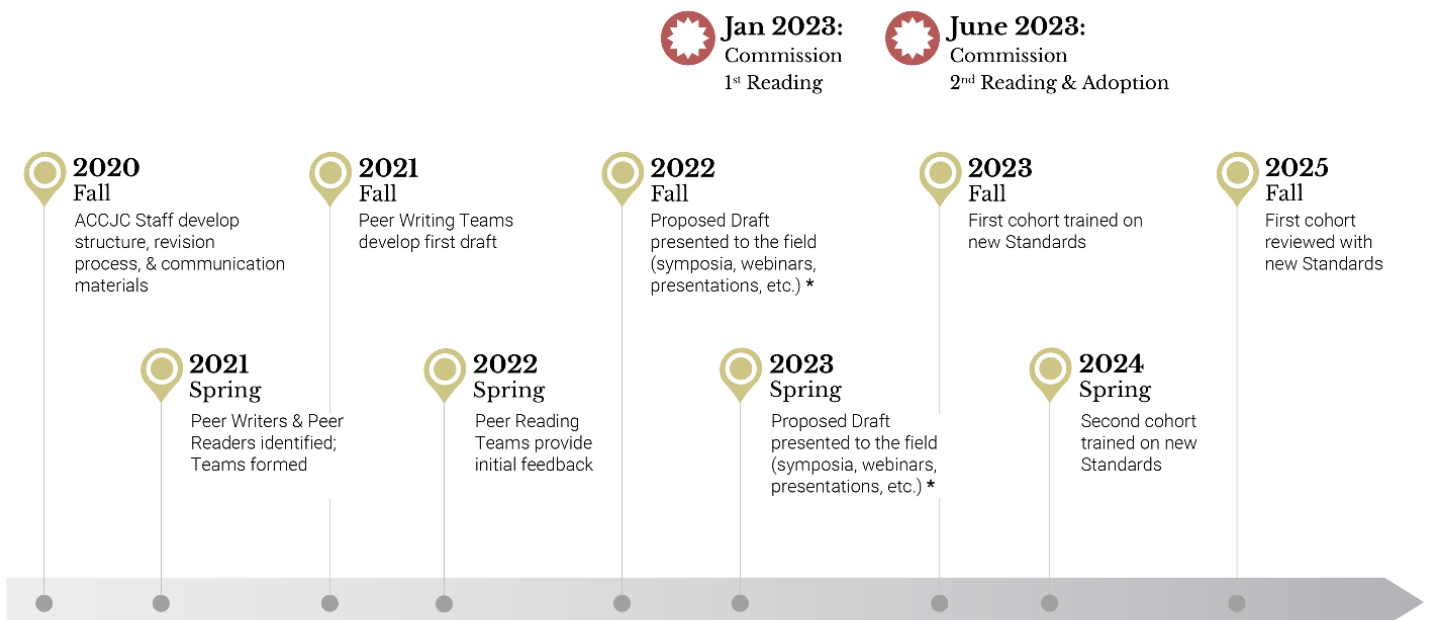 Jan 2023:
Commission
1st Reading
June 2023:
Commission
2nd Reading & Adoption
2020
Fall
ACCJC Staff develop
structure, revision
process, & communication
materials
2021
Fall
Peer Writing Teams
develop first draft
2022
Fall
Proposed Draft
presented to the field
(symposia, webinars,
presentations, etc.) *
2023
Fall
First cohort trained on
new Standards
2025
Fall
First cohort
reviewed with
new Standards
2021
Spring
Peer Writers & Peer
Readers identified;
Teams formed
2022
Spring
Peer Reading
Teams provide
initial feedback
2023
Spring
Proposed Draft
presented to the field
(symposia, webinars,
presentations, etc.) *
2024
Spring
Second cohort
trained on new
Standards